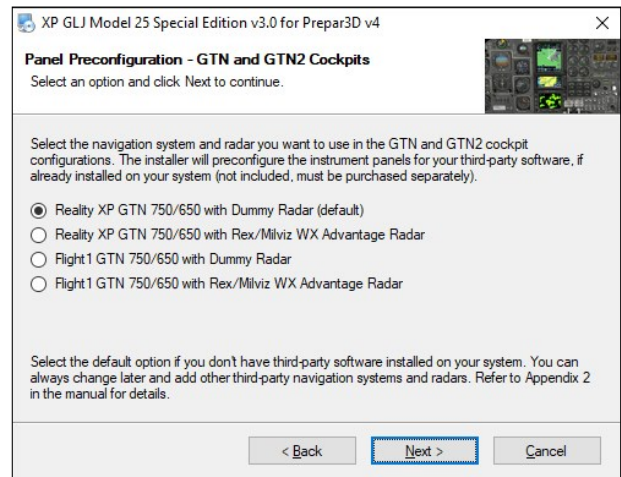 XP GLJ Model 25 Special Edition v3.0 for Prepar3D v4
Panel Preconfiguration - GTN and GTN2 Cockpits
Select an option and click Next to continue.
Select the navigation system and radar you want to use in the GTN and GTN2 cockpit
configurations. The installer will preconfigure the instrument panels for your third-party software, if
already installed on your system (not included, must be purchased separately).
Reality XP GTN 750/650 with Dummy Radar (default)
Reality XP GTN 750/650 with Rex/Milviz WX Advantage Radar
Flight1 GTN 750/650 with Dummy Radar
Flight1 GTN 750/650 with Rex/Milviz WX Advantage Radar
Select the default option if you don't have third-party software installed on your system. You can
always change later and add other third-party navigation systems and radars. Refer to Appendix 2
in the manual for details.
< Back Next > Cancel